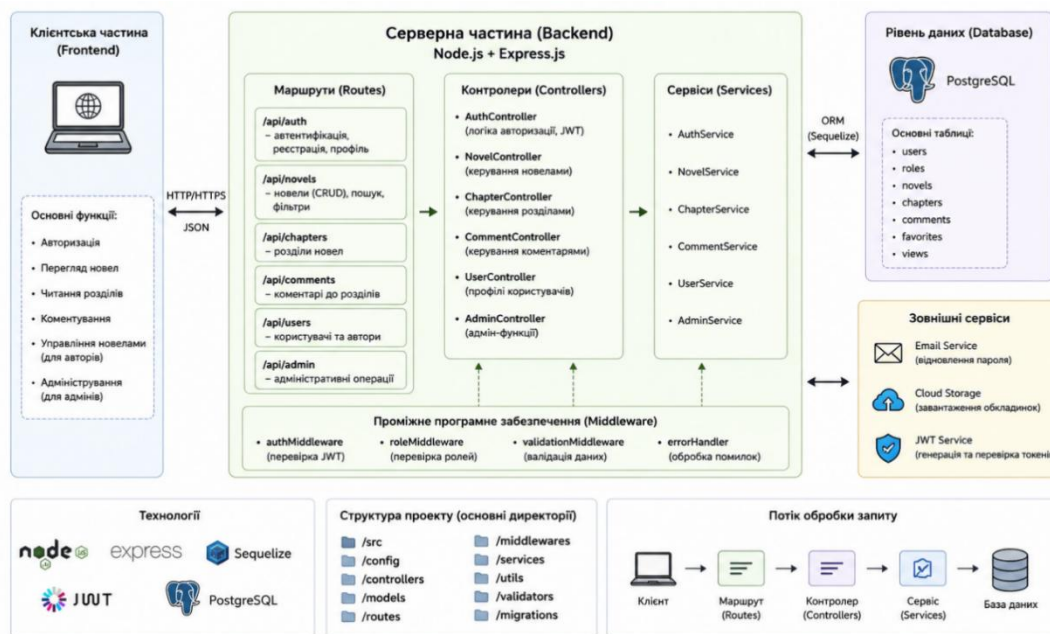 Клієнтська частина
(Frontend)
Основні функції:
• Авторизація
• Перегляд новел
• Читання розділів
• Коментування
• Управління новелами
(для авторів)
• Адміністрування
(для адмінів)
HTTP/HTTPS
JSON
Серверна частина (Backend)
Node.js + Express.js
Маршрути (Routes)
/api/auth
– автентифікація,
реєстрація, профіль
/api/novels
– новели (CRUD), пошук,
фільтри
/api/chapters
– розділи новел
/api/comments
– коментарі до розділів
/api/users
– користувачі та автори
/api/admin
– адміністративні операції
Контролери (Controllers)
• AuthController
(логіка авторизації, JWT)
• NovelController
(керування новелами)
• ChapterController
(керування розділами)
• CommentController
(керування коментарями)
• UserController
(профілі користувачів)
• AdminController
(адмін-функції)
Сервіси (Services)
• AuthService
• NovelService
• ChapterService
• CommentService
• UserService
• AdminService
Проміжне програмне забезпечення (Middleware)
• authMiddleware
(перевірка JWT)
• roleMiddleware
(перевірка ролей)
• validationMiddleware
(валідація даних)
• errorHandler
(обробка помилок)
ORM
(Sequelize)
Рівень даних (Database)
PostgreSQL
Основні таблиці:
• users
• roles
• novels
• chapters
• comments
• favorites
• views
Зовнішні сервіси
Email Service
(відновлення пароля)
Cloud Storage
(завантаження обкладинок)
JWT Service
(генерація та перевірка токені
Технології
node
JS
express
Sequelize
JWT
PostgreSQL
Структура проекту (основні директорії)
/src
/config
/controllers
/models
/routes
/middlewares
/services
/utils
/validators
/migrations
Потік обробки запиту
Клієнт
Маршрут
(Routes)
Контролер
(Controllers)
Сервіс
(Services)
База даних